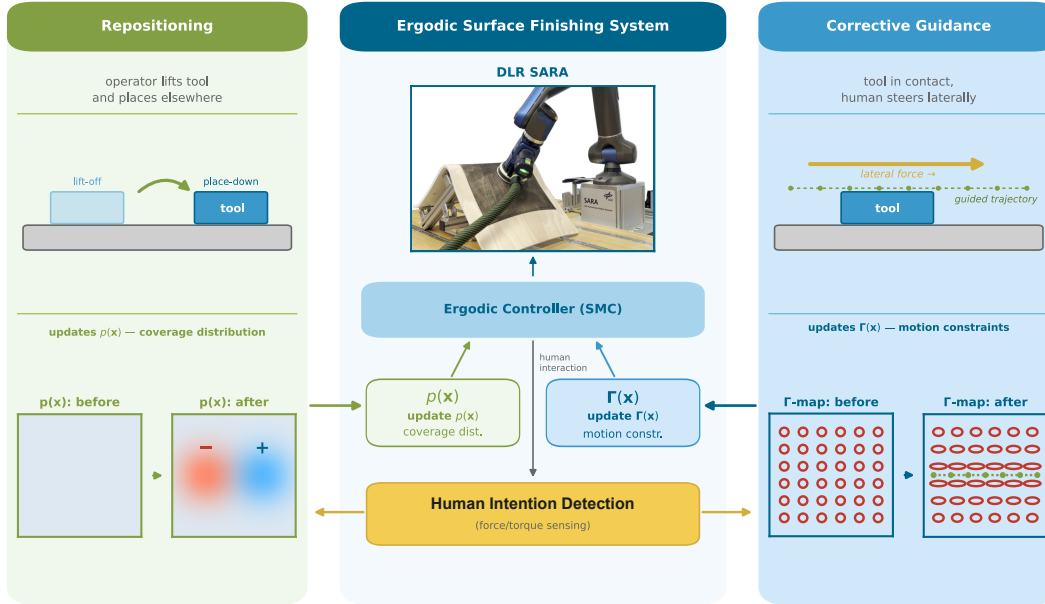 Repositioning
operator lifts tool
and places elsewhere
lift-off
place-down
tool
updates p(x) — coverage distribution
p(x): before
p(x): after
−
+
Ergodic Surface Finishing System
DLR SARA
SARA
DLR
Ergodic Controller (SMC)
human
interaction
p(x)
update p(x)
coverage dist.
Γ(x)
update Γ(x)
motion constr.
Human Intention Detection
(force/torque sensing)
Corrective Guidance
tool in contact,
human steers laterally
lateral force →
guided trajectory
tool
updates Γ(x) — motion constraints
Γ-map: before
Γ-map: after